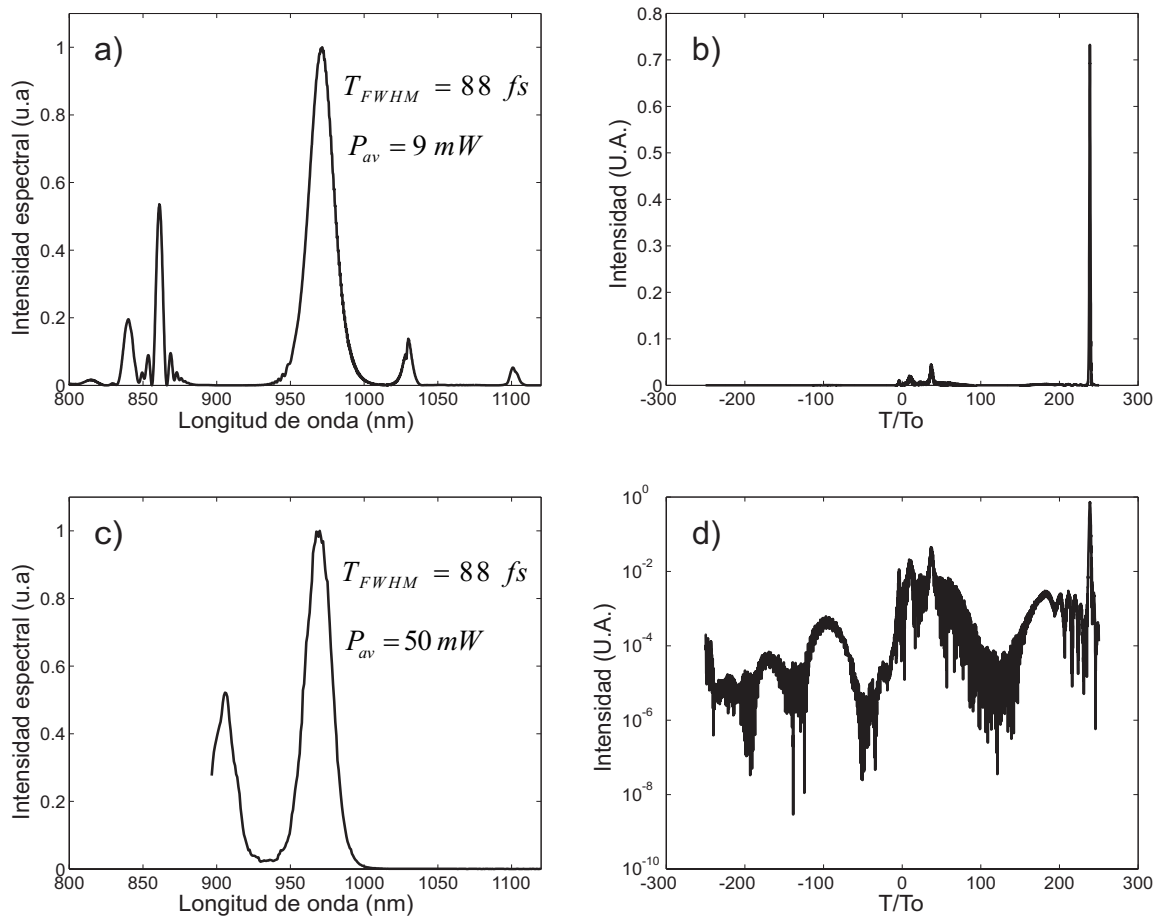 a)
T_FWHM = 88 fs
P_av = 9 mW
Intensidad espectral (u.a)
1
0.8
0.6
0.4
0.2
0
800 850 900 950 1000 1050 1100
Longitud de onda (nm)
b)
Intensidad (U.A.)
0.8
0.7
0.6
0.5
0.4
0.3
0.2
0.1
0
-300 -200 -100 0 100 200 300
T/To
c)
T_FWHM = 88 fs
P_av = 50 mW
Intensidad espectral (u.a)
1
0.8
0.6
0.4
0.2
0
800 850 900 950 1000 1050 1100
Longitud de onda (nm)
d)
Intensidad (U.A.)
10^0
10^-2
10^-4
10^-6
10^-8
10^-10
-300 -200 -100 0 100 200 300
T/To